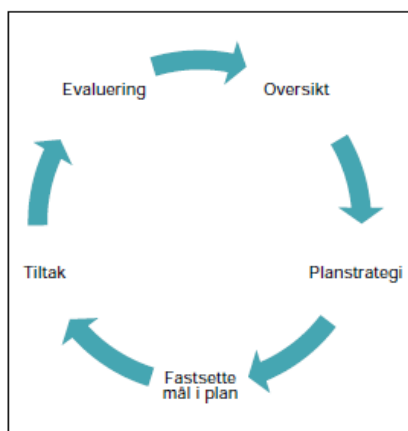 Evaluering
Oversikt
Tiltak
Planstrategi
Fastsette
mål i plan